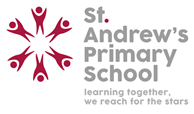 St.
Andrew's
Primary
School
learning together,
we reach for the stars